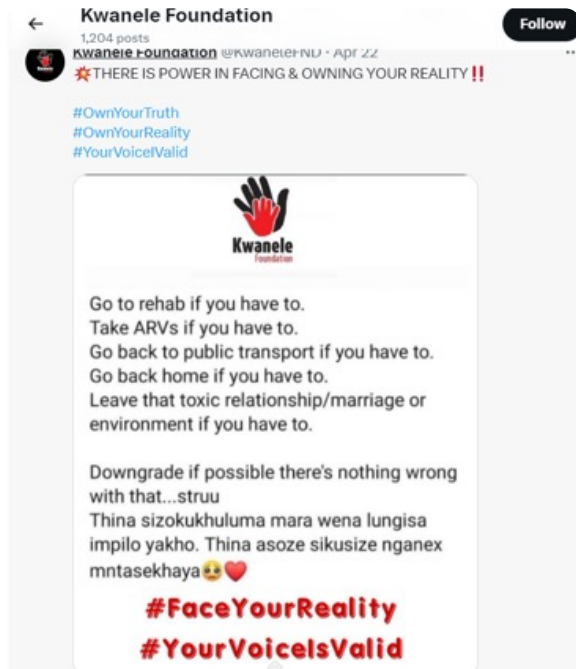 Kwanele Foundation
1,204 posts
Follow
Kwanele Foundation @KwaneleFND · Apr 22
💥THERE IS POWER IN FACING & OWNING YOUR REALITY‼️
#OwnYourTruth
#OwnYourReality
#YourVoiceIValid
Kwanele
Foundation
Go to rehab if you have to.
Take ARVs if you have to.
Go back to public transport if you have to.
Go back home if you have to.
Leave that toxic relationship/marriage or
environment if you have to.
Downgrade if possible there's nothing wrong
with that...struu
Thina sizokukhuluma mara wena lungisa
impilo yakho. Thina asoze sikusize nganex
mntasekhaya🥹❤️
#FaceYourReality
#YourVoiceIsValid